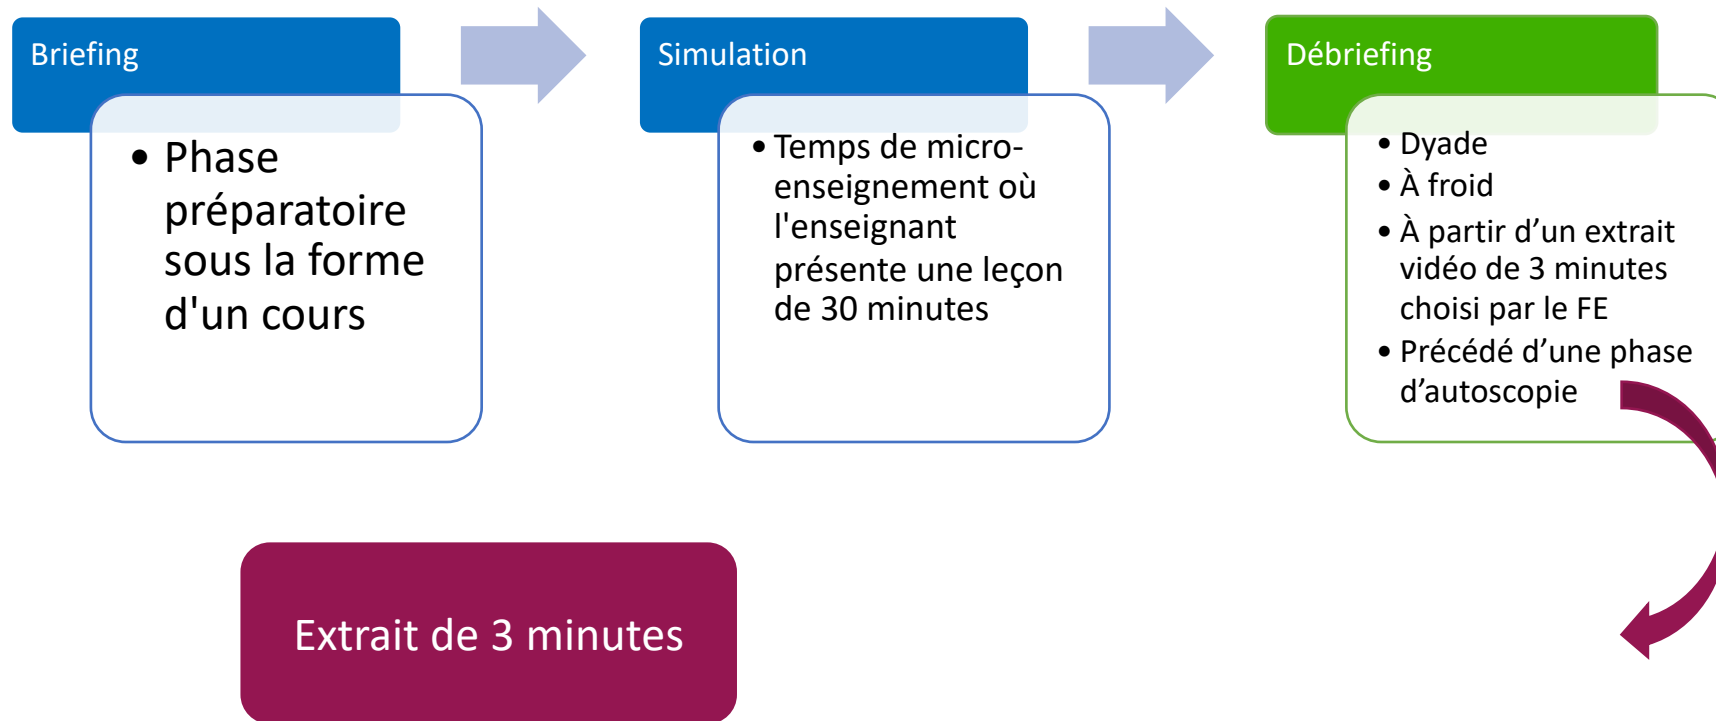 Briefing
• Phase
préparatoire
sous la forme
d'un cours
Simulation
• Temps de micro-
enseignement où
l'enseignant
présente une leçon
de 30 minutes
Débriefing
• Dyade
• À froid
• À partir d’un extrait
vidéo de 3 minutes
choisi par le FE
• Précédé d’une phase
d’autoscopie
Extrait de 3 minutes